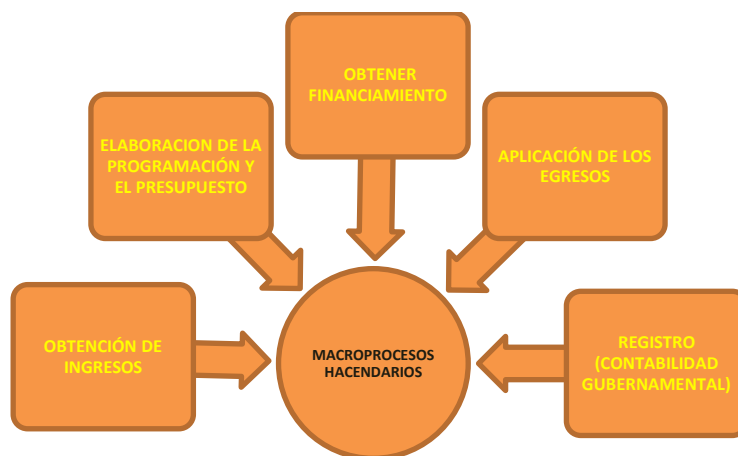 OBTENER
FINANCIAMIENTO
ELABORACION DE LA
PROGRAMACIÓN Y
EL PRESUPUESTO
APLICACIÓN DE LOS
EGRESOS
OBTENCIÓN DE
INGRESOS
MACROPROCESOS
HACENDARIOS
REGISTRO
(CONTABILIDAD
GUBERNAMENTAL)